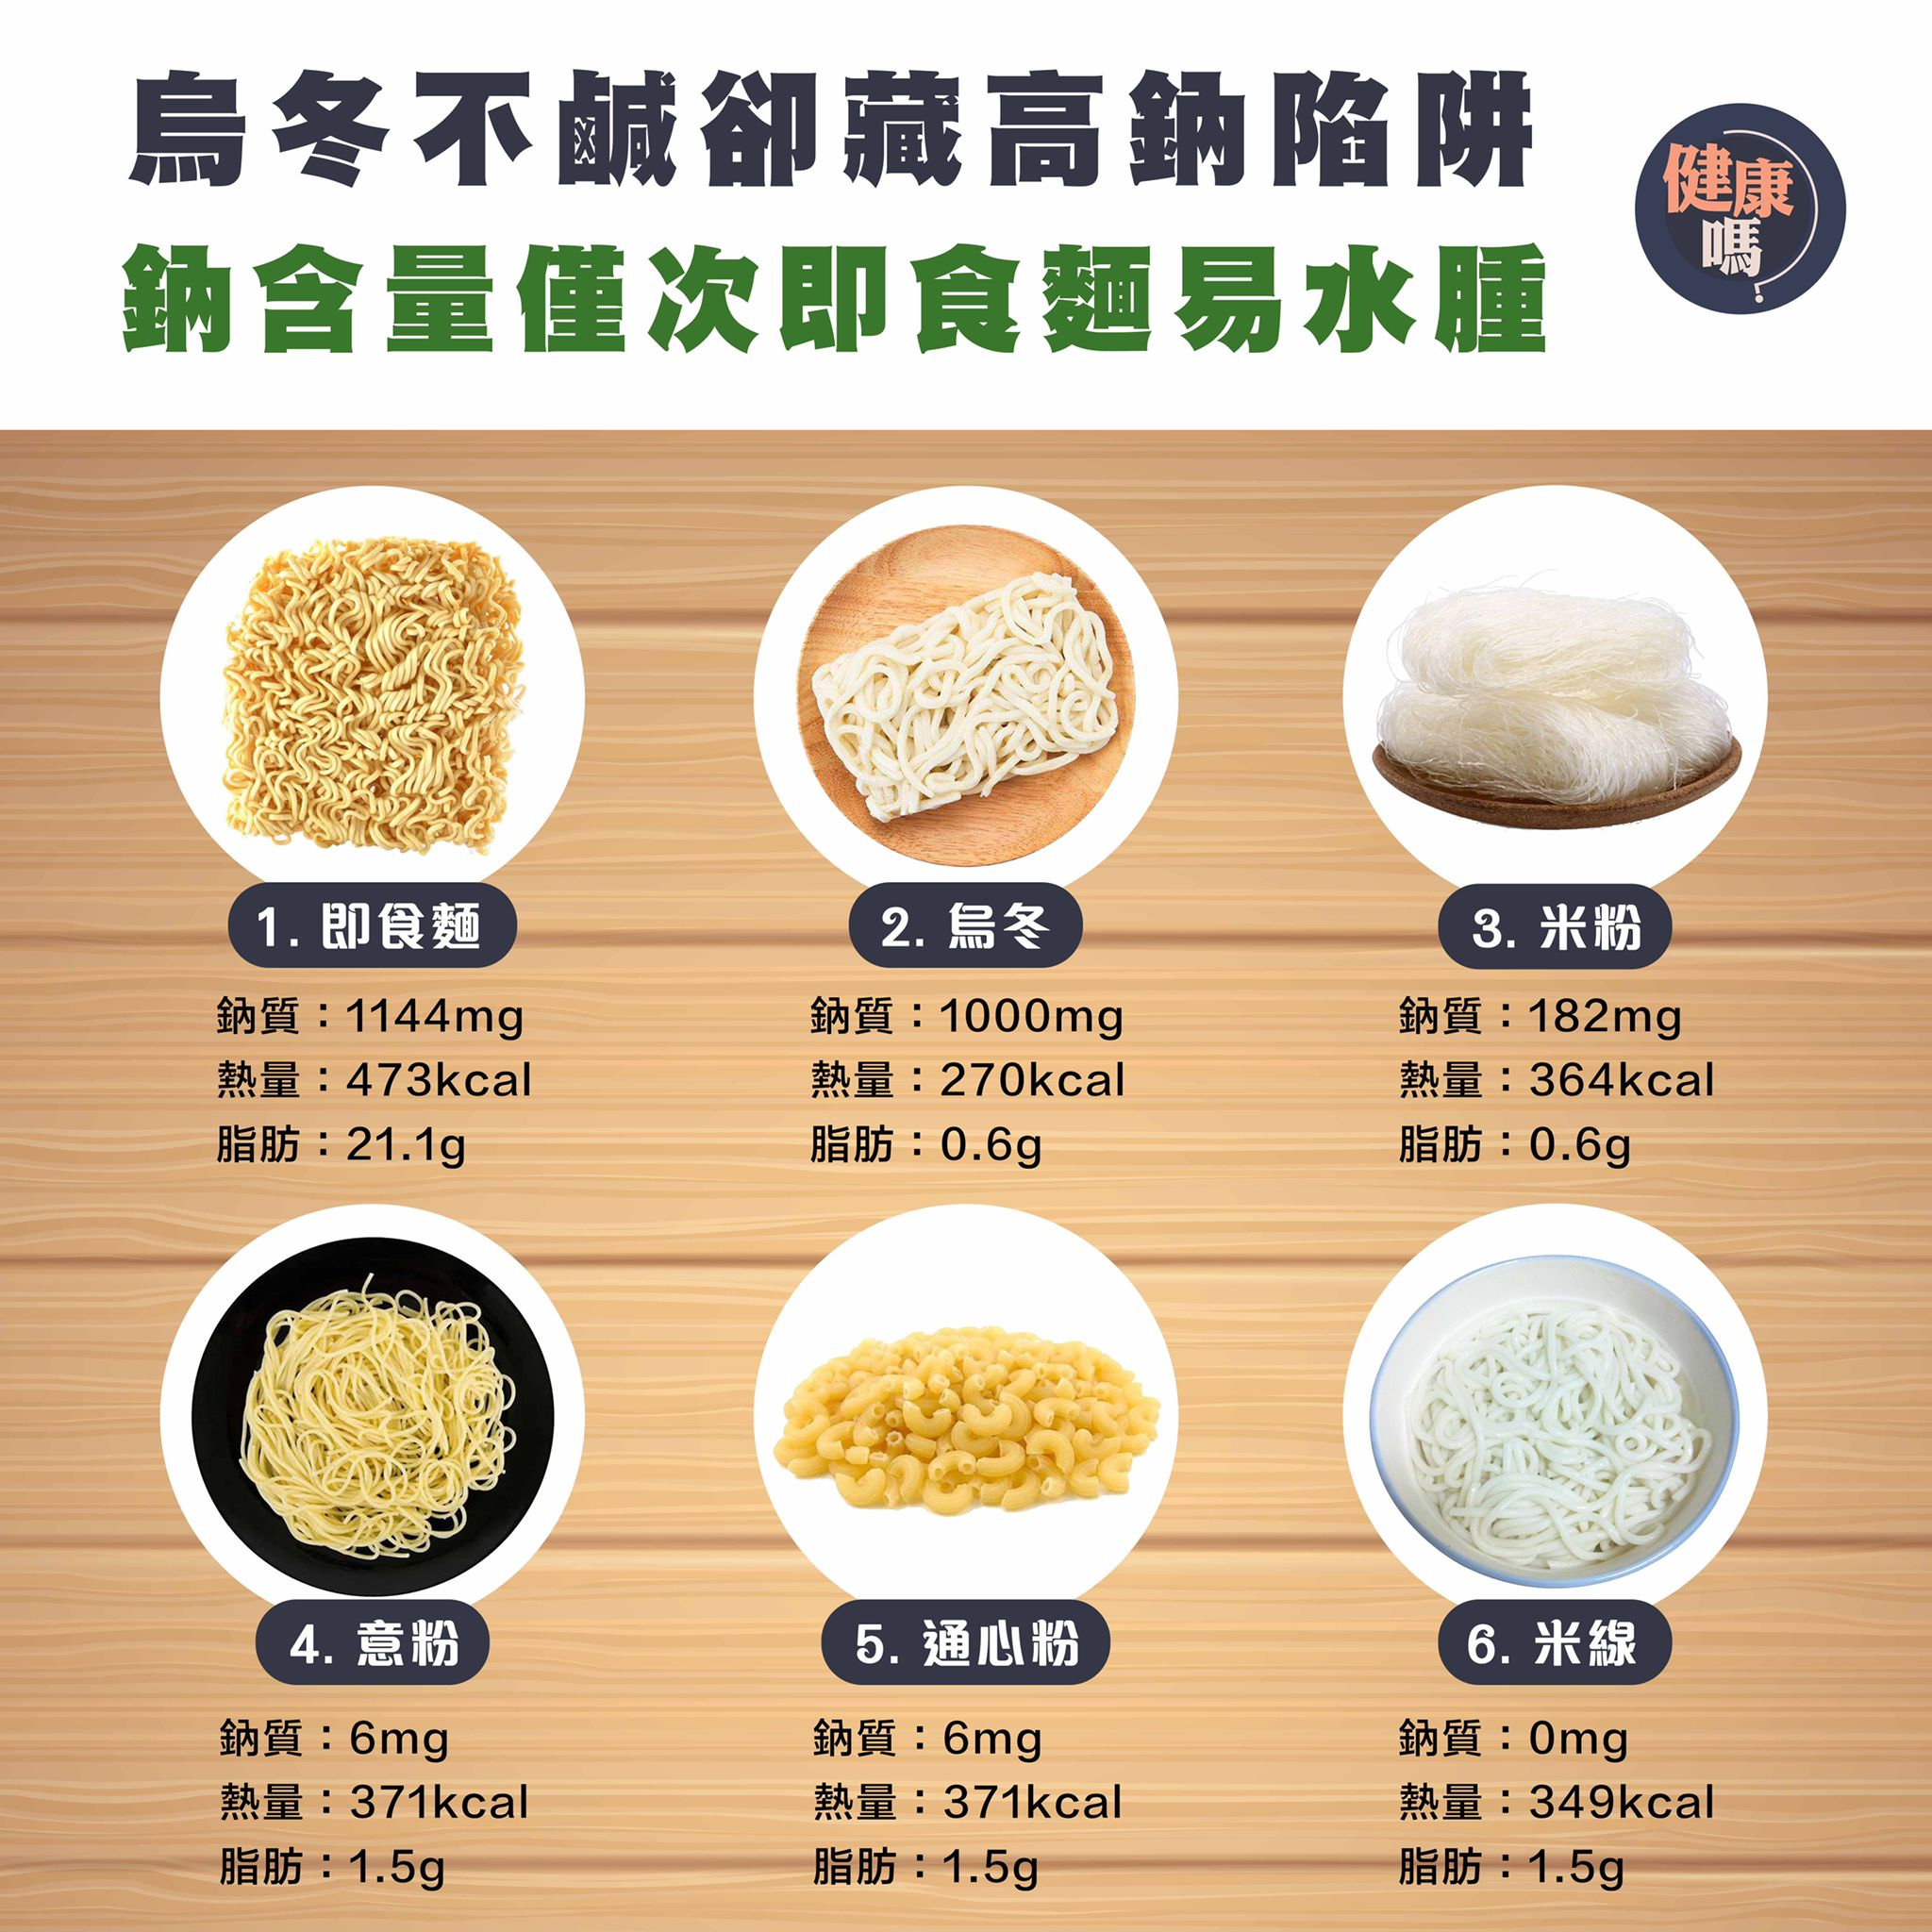 烏冬不鹹卻藏高鈉陷阱
鈉含量僅次即食麵易水腫
健康
嗎?
1. 即食麵
鈉質：1144mg
熱量：473kcal
脂肪：21.1g
2. 烏冬
鈉質：1000mg
熱量：270kcal
脂肪：0.6g
3. 米粉
鈉質：182mg
熱量：364kcal
脂肪：0.6g
4. 意粉
鈉質：6mg
熱量：371kcal
脂肪：1.5g
5. 通心粉
鈉質：6mg
熱量：371kcal
脂肪：1.5g
6. 米線
鈉質：0mg
熱量：349kcal
脂肪：1.5g